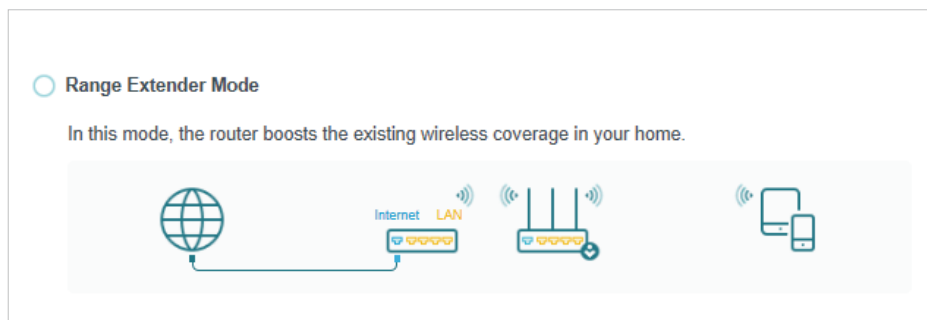 Range Extender Mode
In this mode, the router boosts the existing wireless coverage in your home.
Internet LAN